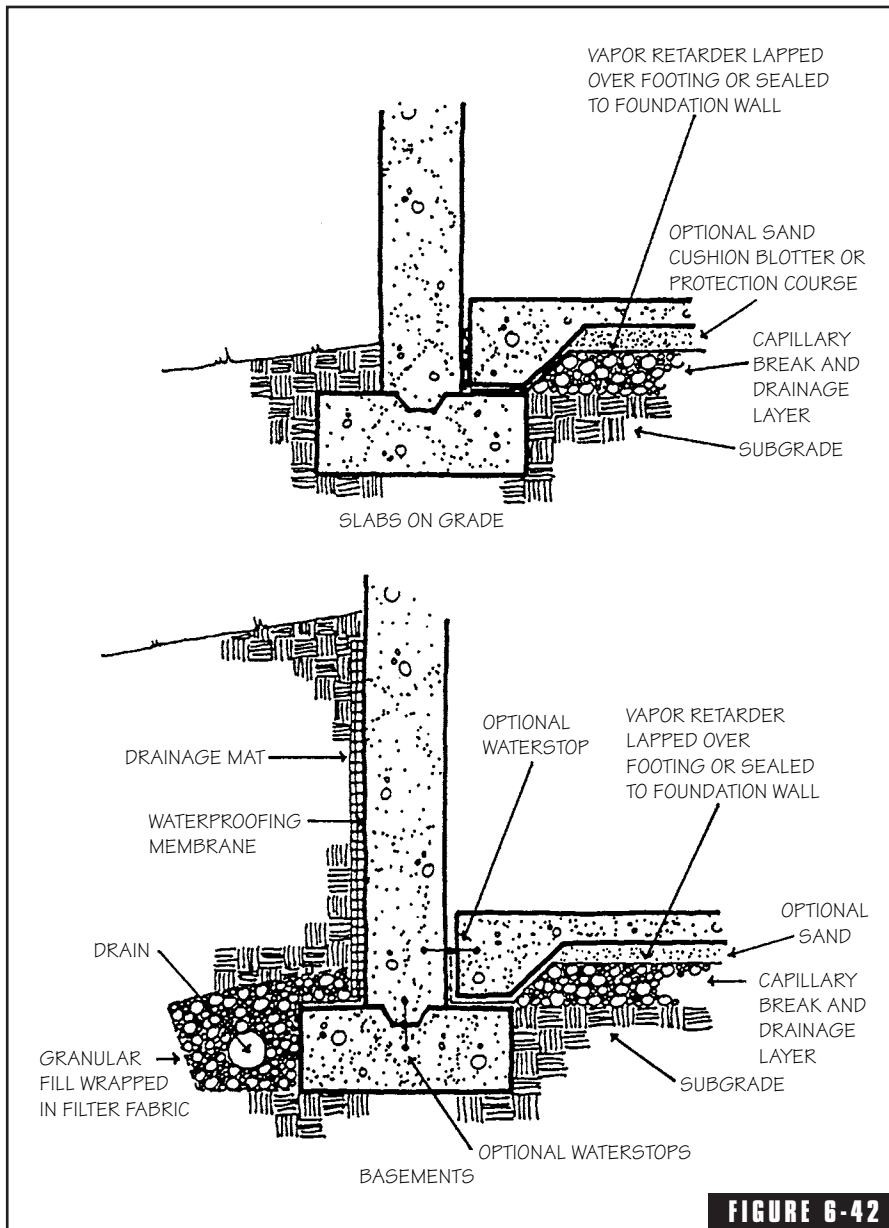 VAPOR RETARDER LAPPED
OVER FOOTING OR SEALED
TO FOUNDATION WALL
OPTIONAL SAND
CUSHION BLOTTER OR
PROTECTION COURSE
CAPILLARY
BREAK AND
DRAINAGE
LAYER
SUBGRADE
SLABS ON GRADE
OPTIONAL
WATERSTOP
VAPOR RETARDER
LAPPED OVER
FOOTING OR SEALED
TO FOUNDATION WALL
DRAINAGE MAT
WATERPROOFING
MEMBRANE
DRAIN
OPTIONAL
SAND
CAPILLARY
BREAK AND
DRAINAGE
LAYER
GRANULAR
FILL WRAPPED
IN FILTER FABRIC
SUBGRADE
OPTIONAL WATERSTOPS
BASEMENTS
FIGURE 6-42